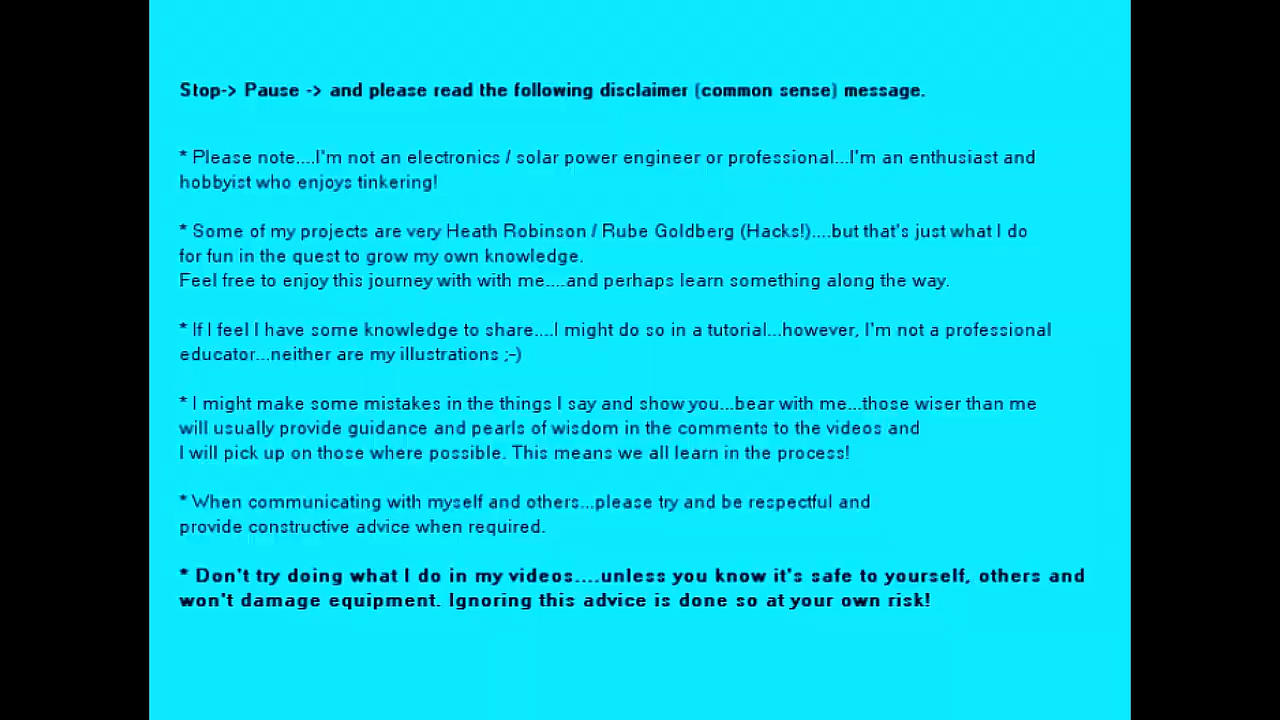 Stop-> Pause -> and please read the following disclaimer (common sense) message.
* Please note....I'm not an electronics / solar power engineer or professional...I'm an enthusiast and
hobbyist who enjoys tinkering!
* Some of my projects are very Heath Robinson / Rube Goldberg (Hacks!)....but that's just what I do
for fun in the quest to grow my own knowledge.
Feel free to enjoy this journey with with me....and perhaps learn something along the way.
* If I feel I have some knowledge to share....I might do so in a tutorial...however, I'm not a professional
educator...neither are my illustrations ;-)
* I might make some mistakes in the things I say and show you...bear with me...those wiser than me
will usually provide guidance and pearls of wisdom in the comments to the videos and
I will pick up on those where possible. This means we all learn in the process!
* When communicating with myself and others...please try and be respectful and
provide constructive advice when required.
* Don't try doing what I do in my videos....unless you know it's safe to yourself, others and
won't damage equipment. Ignoring this advice is done so at your own risk!